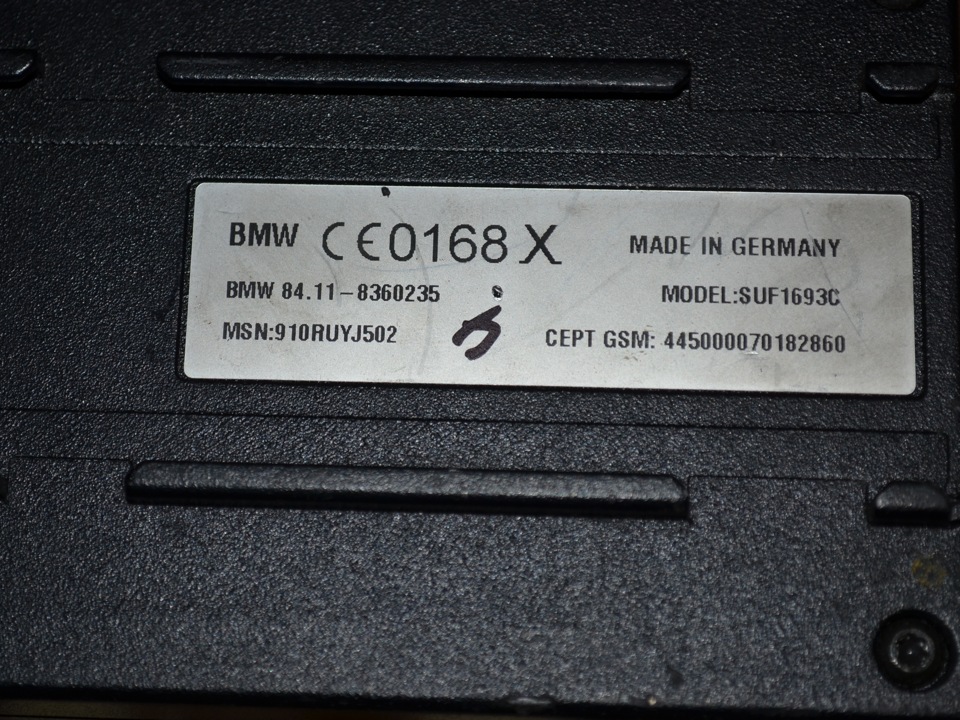 BMW CE0168 X MADE IN GERMANY
BMW 84.11-8360235 MODEL:SUF1693C
MSN:910RUYJ502 CEPT GSM: 445000070182860